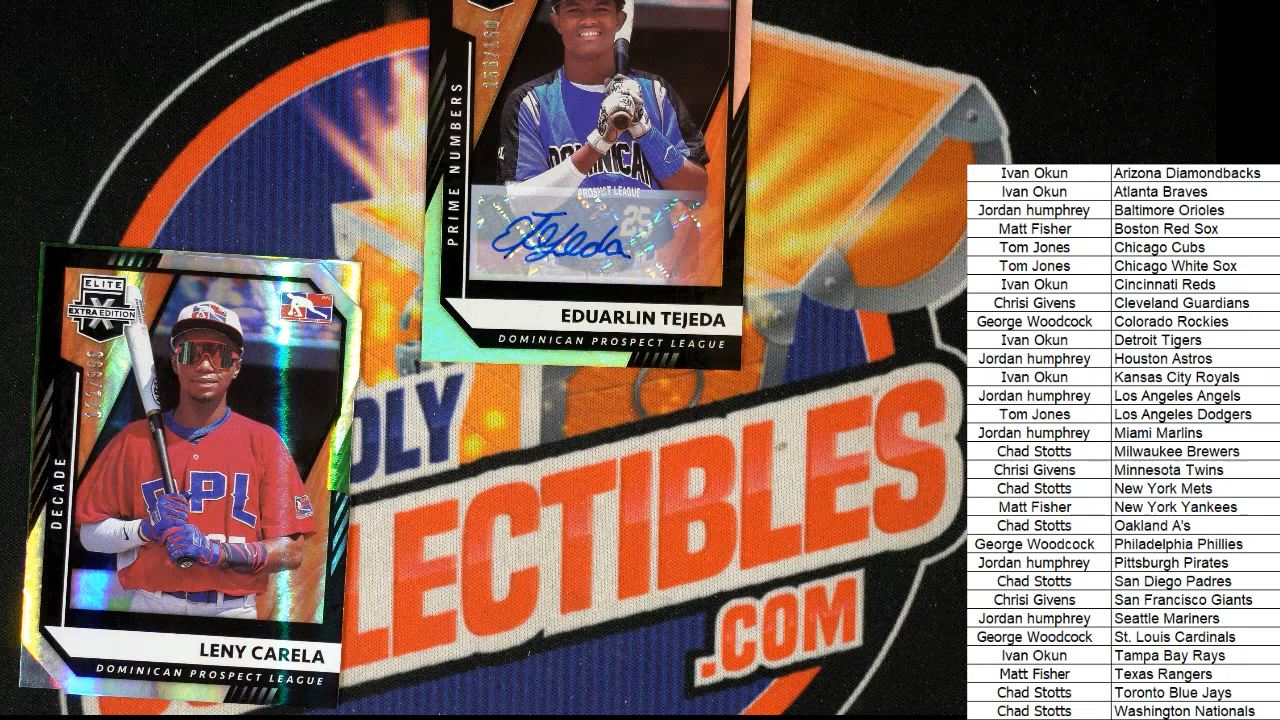 PRIME NUMBERS
DOMINICAN
PROSPECT LEAGUE
25
EDUARLIN TEJEDA
DOMINICAN PROSPECT LEAGUE
ELITE
X
EXTRA EDITION
DECADE
DPL
LENY CARELA
DOMINICAN PROSPECT LEAGUE
OLY
LECTIBLES
.COM
Ivan Okun Arizona Diamondbacks
Ivan Okun Atlanta Braves
Jordan humphrey Baltimore Orioles
Matt Fisher Boston Red Sox
Tom Jones Chicago Cubs
Tom Jones Chicago White Sox
Ivan Okun Cincinnati Reds
Chrisi Givens Cleveland Guardians
George Woodcock Colorado Rockies
Ivan Okun Detroit Tigers
Jordan humphrey Houston Astros
Ivan Okun Kansas City Royals
Jordan humphrey Los Angeles Angels
Tom Jones Los Angeles Dodgers
Jordan humphrey Miami Marlins
Chad Stotts Milwaukee Brewers
Chrisi Givens Minnesota Twins
Chad Stotts New York Mets
Matt Fisher New York Yankees
Chad Stotts Oakland A's
George Woodcock Philadelphia Phillies
Jordan humphrey Pittsburgh Pirates
Chad Stotts San Diego Padres
Chrisi Givens San Francisco Giants
Jordan humphrey Seattle Mariners
George Woodcock St. Louis Cardinals
Ivan Okun Tampa Bay Rays
Matt Fisher Texas Rangers
Chad Stotts Toronto Blue Jays
Chad Stotts Washington Nationals